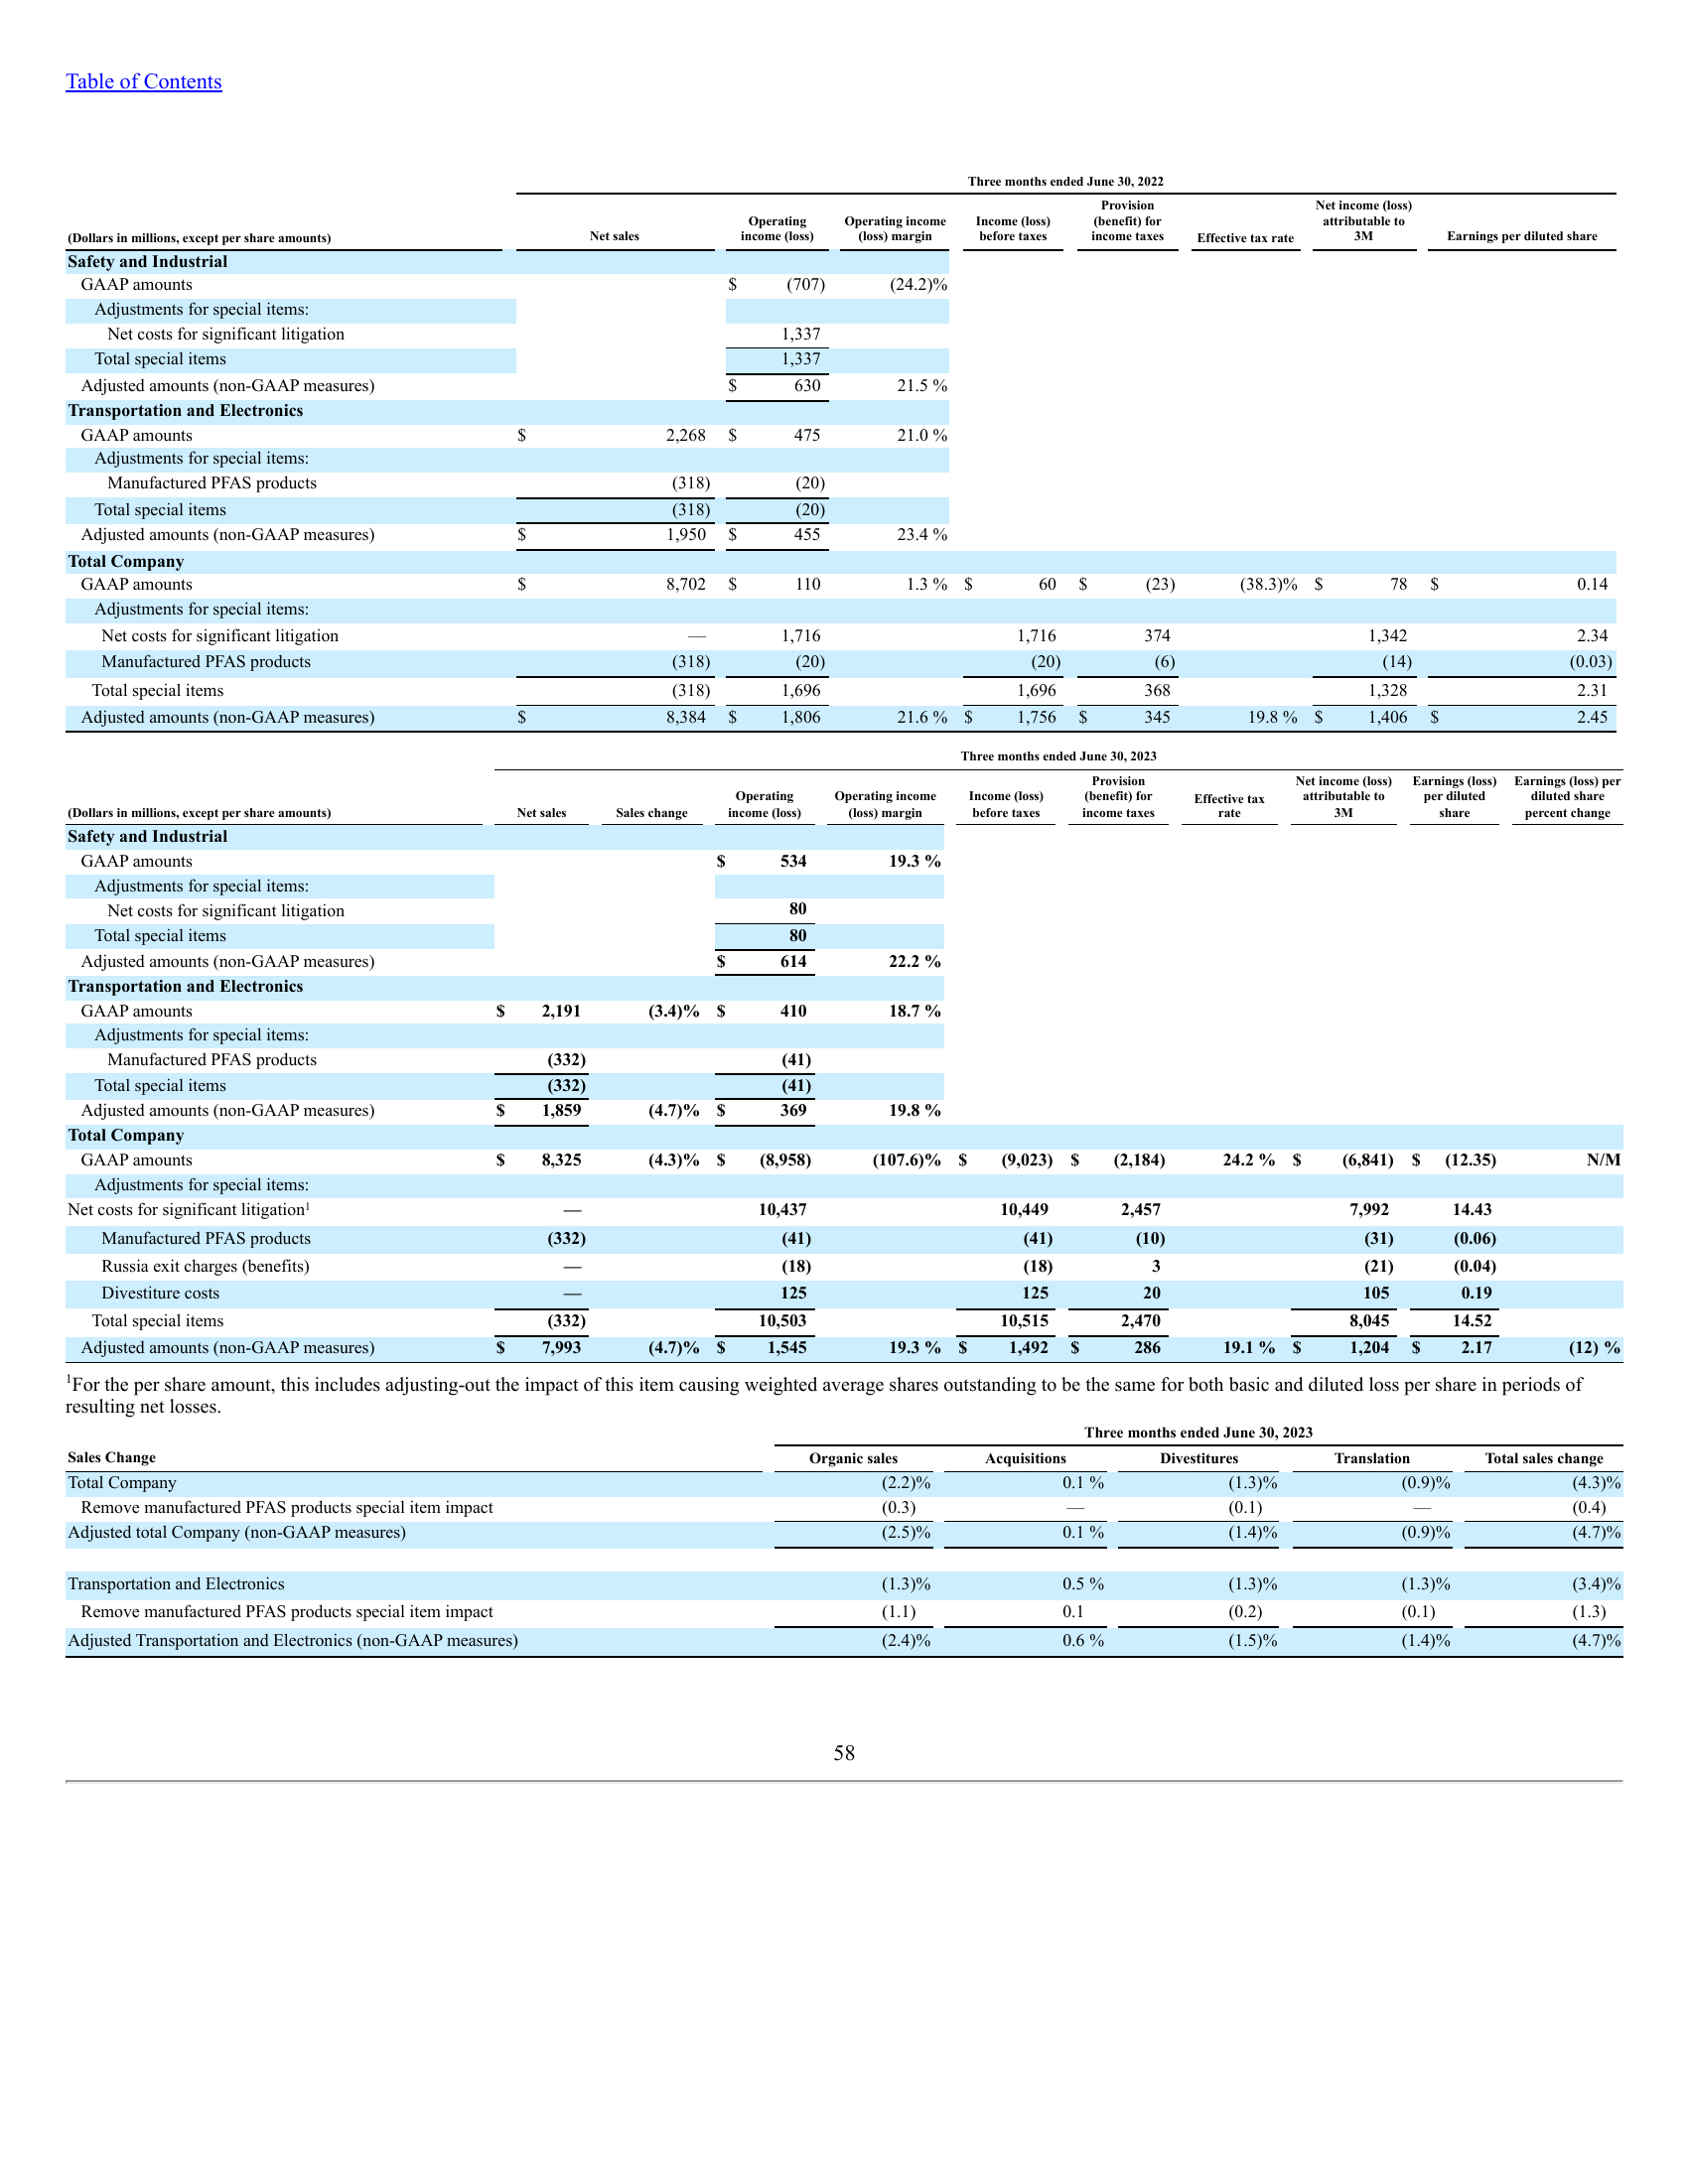 Table of Contents
Three months ended June 30, 2022
(Dollars in millions, except per share amounts) Net sales Operating income (loss) Operating income (loss) margin Income (loss) before taxes Provision (benefit) for income taxes Effective tax rate Net income (loss) attributable to 3M Earnings per diluted share
Safety and Industrial
GAAP amounts $ (707) (24.2)%
Adjustments for special items:
Net costs for significant litigation 1,337
Total special items 1,337
Adjusted amounts (non-GAAP measures) $ 630 21.5 %
Transportation and Electronics
GAAP amounts $ 2,268 $ 475 21.0 %
Adjustments for special items:
Manufactured PFAS products (318) (20)
Total special items (318) (20)
Adjusted amounts (non-GAAP measures) $ 1,950 $ 455 23.4 %
Total Company
GAAP amounts $ 8,702 $ 110 1.3 % $ 60 $ (23) (38.3)% $ 78 $ 0.14
Adjustments for special items:
Net costs for significant litigation — 1,716 1,716 374 1,342 2.34
Manufactured PFAS products (318) (20) (20) (6) (14) (0.03)
Total special items (318) 1,696 1,696 368 1,328 2.31
Adjusted amounts (non-GAAP measures) $ 8,384 $ 1,806 21.6 % $ 1,756 $ 345 19.8 % $ 1,406 $ 2.45
Three months ended June 30, 2023
(Dollars in millions, except per share amounts) Net sales Sales change Operating income (loss) Operating income (loss) margin Income (loss) before taxes Provision (benefit) for income taxes Effective tax rate Net income (loss) attributable to 3M Earnings (loss) per diluted share Earnings (loss) per diluted share percent change
Safety and Industrial
GAAP amounts $ 534 19.3 %
Adjustments for special items:
Net costs for significant litigation 80
Total special items 80
Adjusted amounts (non-GAAP measures) $ 614 22.2 %
Transportation and Electronics
GAAP amounts $ 2,191 (3.4)% $ 410 18.7 %
Adjustments for special items:
Manufactured PFAS products (332) (41)
Total special items (332) (41)
Adjusted amounts (non-GAAP measures) $ 1,859 (4.7)% $ 369 19.8 %
Total Company
GAAP amounts $ 8,325 (4.3)% $ (8,958) (107.6)% $ (9,023) $ (2,184) 24.2 % $ (6,841) $ (12.35) N/M
Adjustments for special items:
Net costs for significant litigation¹ — 10,437 10,449 2,457 7,992 14.43
Manufactured PFAS products (332) (41) (41) (10) (31) (0.06)
Russia exit charges (benefits) — (18) (18) 3 (21) (0.04)
Divestiture costs — 125 125 20 105 0.19
Total special items (332) 10,503 10,515 2,470 8,045 14.52
Adjusted amounts (non-GAAP measures) $ 7,993 (4.7)% $ 1,545 19.3 % $ 1,492 $ 286 19.1 % $ 1,204 $ 2.17 (12) %
¹For the per share amount, this includes adjusting-out the impact of this item causing weighted average shares outstanding to be the same for both basic and diluted loss per share in periods of
resulting net losses.
Three months ended June 30, 2023
Sales Change Organic sales Acquisitions Divestitures Translation Total sales change
Total Company (2.2)% 0.1 % (1.3)% (0.9)% (4.3)%
Remove manufactured PFAS products special item impact (0.3) — (0.1) — (0.4)
Adjusted total Company (non-GAAP measures) (2.5)% 0.1 % (1.4)% (0.9)% (4.7)%
Transportation and Electronics (1.3)% 0.5 % (1.3)% (1.3)% (3.4)%
Remove manufactured PFAS products special item impact (1.1) 0.1 (0.2) (0.1) (1.3)
Adjusted Transportation and Electronics (non-GAAP measures) (2.4)% 0.6 % (1.5)% (1.4)% (4.7)%
58